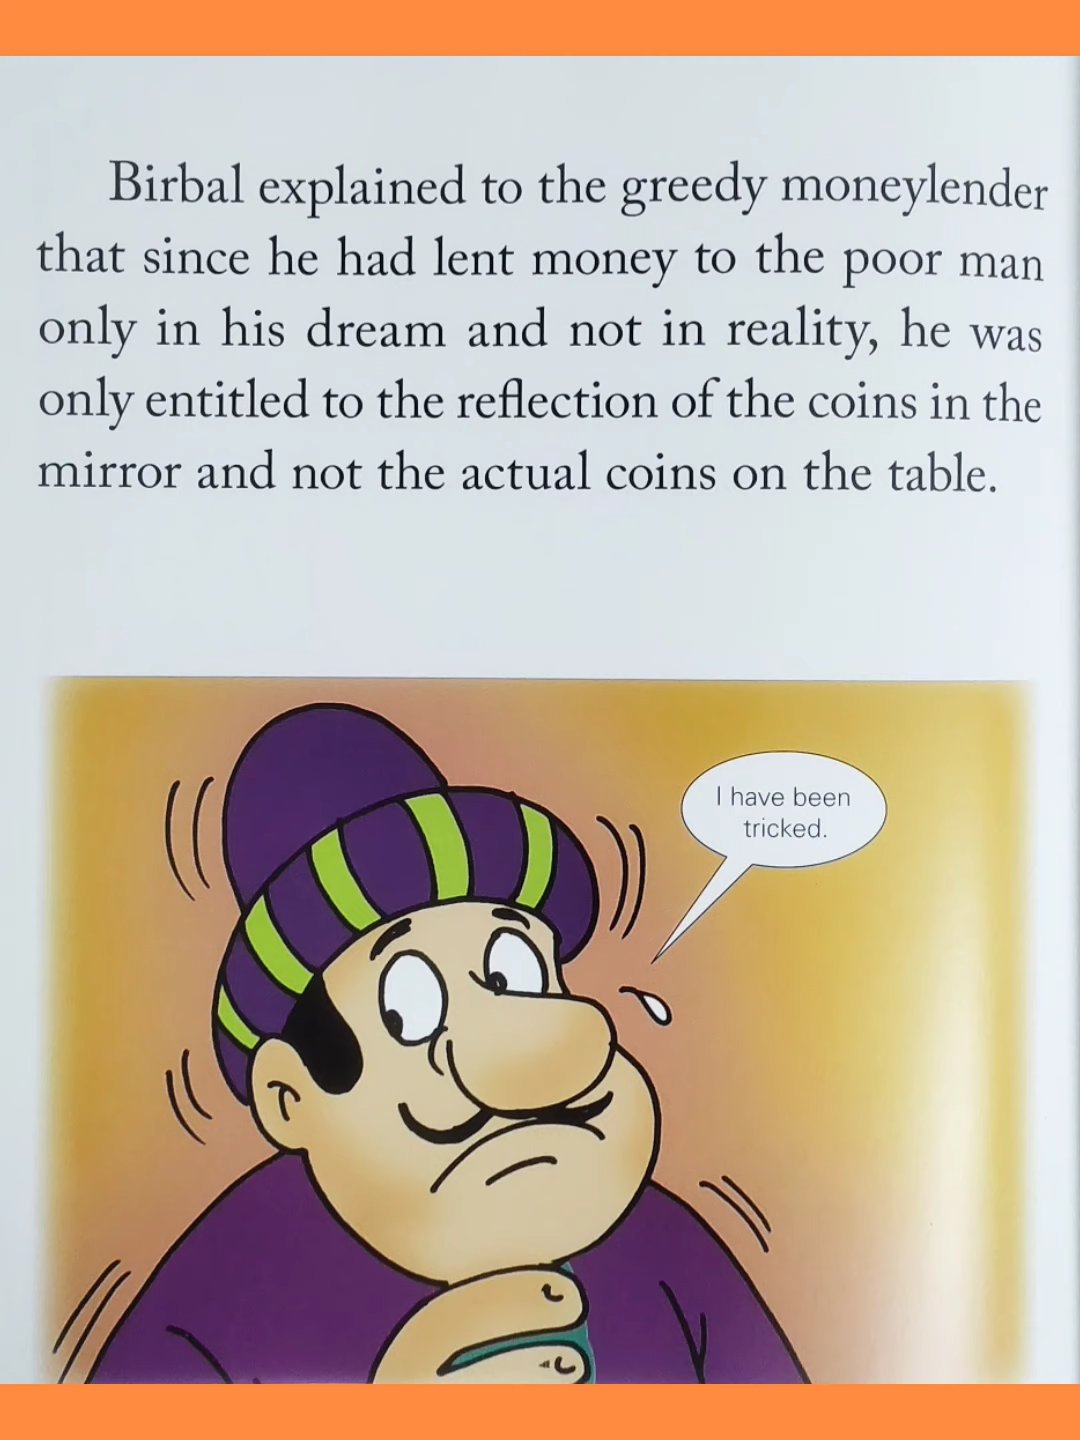 Birbal explained to the greedy moneylender
that since he had lent money to the poor man
only in his dream and not in reality, he was
only entitled to the reflection of the coins in the
mirror and not the actual coins on the table.
I have been
tricked.